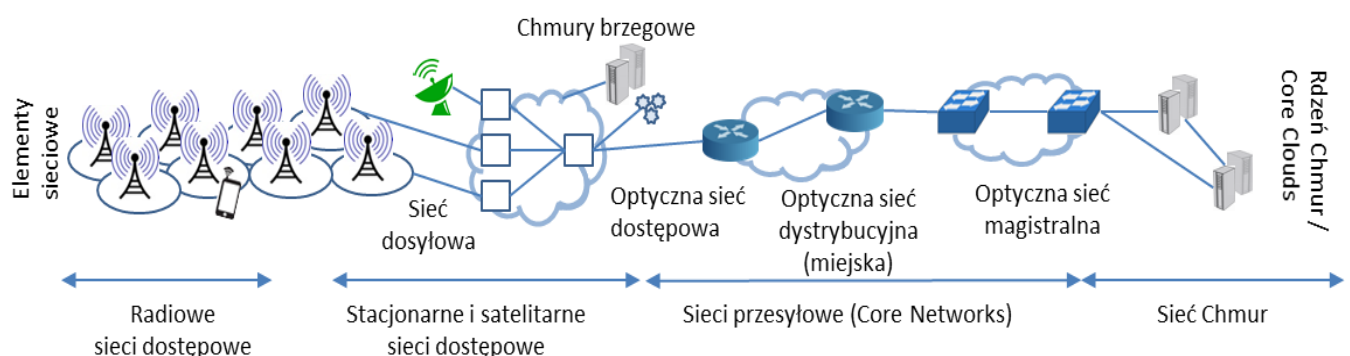 Chmury brzegowe
Elementy
sieciowe
Rdzeń Chmur /
Core Clouds
Sieć
dosyłowa
Optyczna sieć
dostępowa
Optyczna sieć
dystrybucyjna
(miejska)
Optyczna sieć
magistralna
Radiowe
sieci dostępowe
Stacjonarne i satelitarne
sieci dostępowe
Sieci przesyłowe (Core Networks)
Sieć Chmur